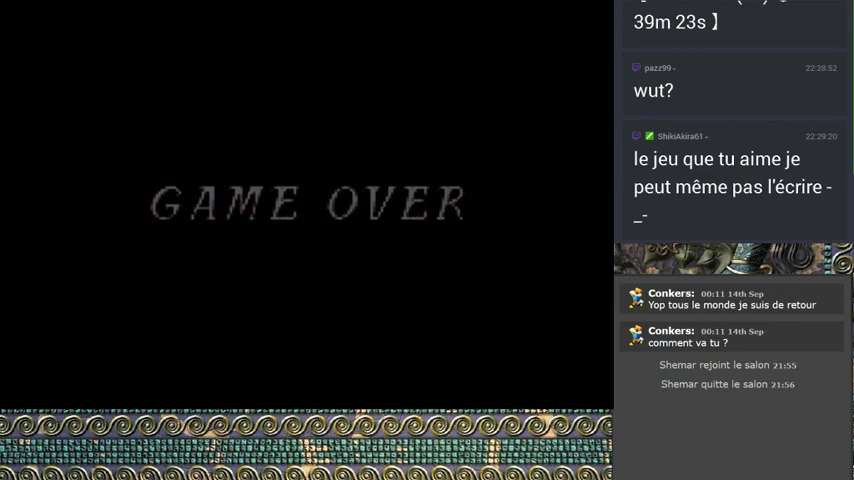 GAME OVER
39m 23s 】
pazz99
22:28:52
wut?
ShikiAkira61
22:29:20
le jeu que tu aime je
peut même pas l'écrire -
_-
Conkers: 00:11 14th Sep
Yop tous le monde je suis de retour
Conkers: 00:11 14th Sep
comment va tu ?
Shemar rejoint le salon 21:55
Shemar quitte le salon 21:56